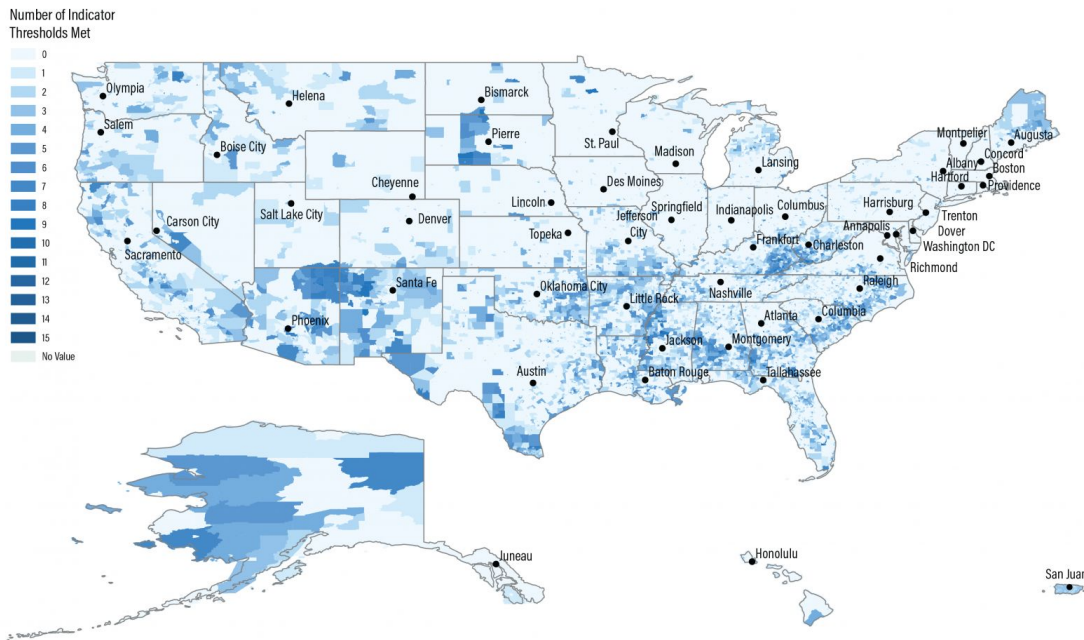 Number of Indicator
Thresholds Met
0
1
2
3
4
5
6
7
8
9
10
11
12
13
14
15
No Value
Olympia
Salem
Helena
Boise City
Bismarck
Pierre
St. Paul
Madison
Lansing
Montpelier
Augusta
Concord
Albany
Boston
Hartford
Providence
Cheyenne
Des Moines
Lincoln
Springfield
Indianapolis
Columbus
Harrisburg
Trenton
Salt Lake City
Denver
Topeka
Jefferson
City
Carson City
Sacramento
Frankfort
Charleston
Annapolis
Dover
Washington DC
Richmond
Santa Fe
Oklahoma City
Nashville
Raleigh
Phoenix
Little Rock
Atlanta
Columbia
Jackson
Montgomery
Austin
Baton Rouge
Tallahassee
Juneau
Honolulu
San Juan